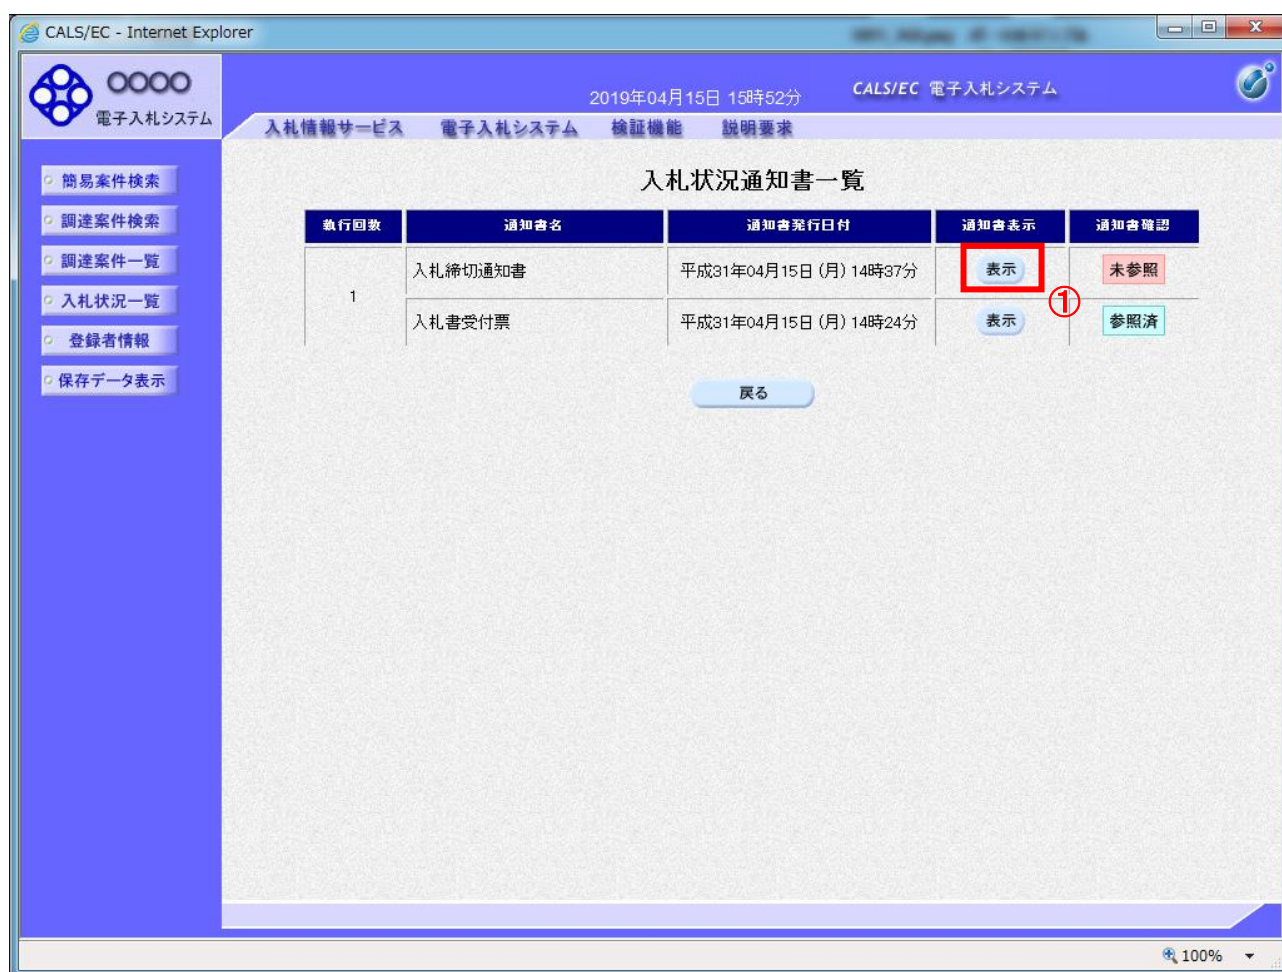 CALS/EC - Internet Explorer
○○○○
電子入札システム
2019年04月15日 15時52分
CALS/EC 電子入札システム
入札情報サービス 電子入札システム 検証機能 説明要求
簡易案件検索
調達案件検索
調達案件一覧
入札状況一覧
登録者情報
保存データ表示
入札状況通知書一覧
執行回数 通知書名 通知書発行日付 通知書表示 通知書確認
1
入札締切通知書 平成31年04月15日 (月) 14時37分 表示 未参照
①
入札書受付票 平成31年04月15日 (月) 14時24分 表示 参照済
戻る
100%